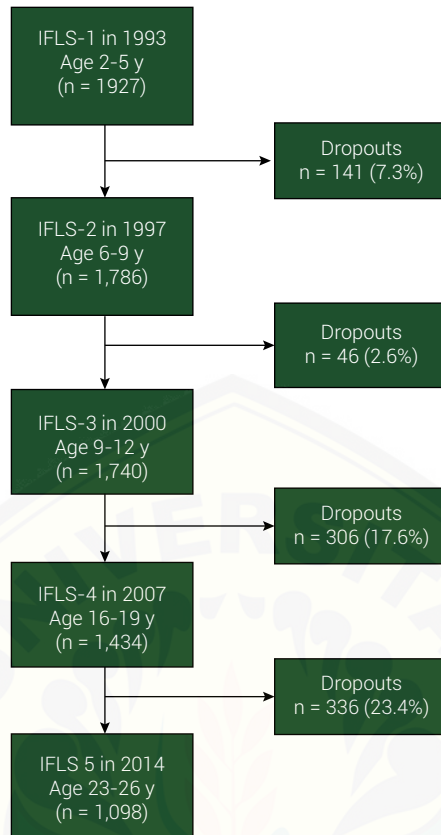 IFLS-1 in 1993
Age 2-5 y
(n = 1927)
Dropouts
n = 141 (7.3%)
IFLS-2 in 1997
Age 6-9 y
(n = 1,786)
Dropouts
n = 46 (2.6%)
IFLS-3 in 2000
Age 9-12 y
(n = 1,740)
Dropouts
n = 306 (17.6%)
IFLS-4 in 2007
Age 16-19 y
(n = 1,434)
Dropouts
n = 336 (23.4%)
IFLS 5 in 2014
Age 23-26 y
(n = 1,098)
UNIVERSITA